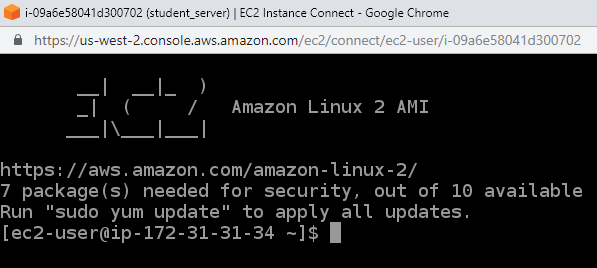 i-09a6e58041d300702 (student_server) | EC2 Instance Connect - Google Chrome
https://us-west-2.console.aws.amazon.com/ec2/connect/ec2-user/i-09a6e58041d300702
__|  __|_  )
_|  (     /   Amazon Linux 2 AMI
___|\___|___|
https://aws.amazon.com/amazon-linux-2/
7 package(s) needed for security, out of 10 available
Run "sudo yum update" to apply all updates.
[ec2-user@ip-172-31-31-34 ~]$